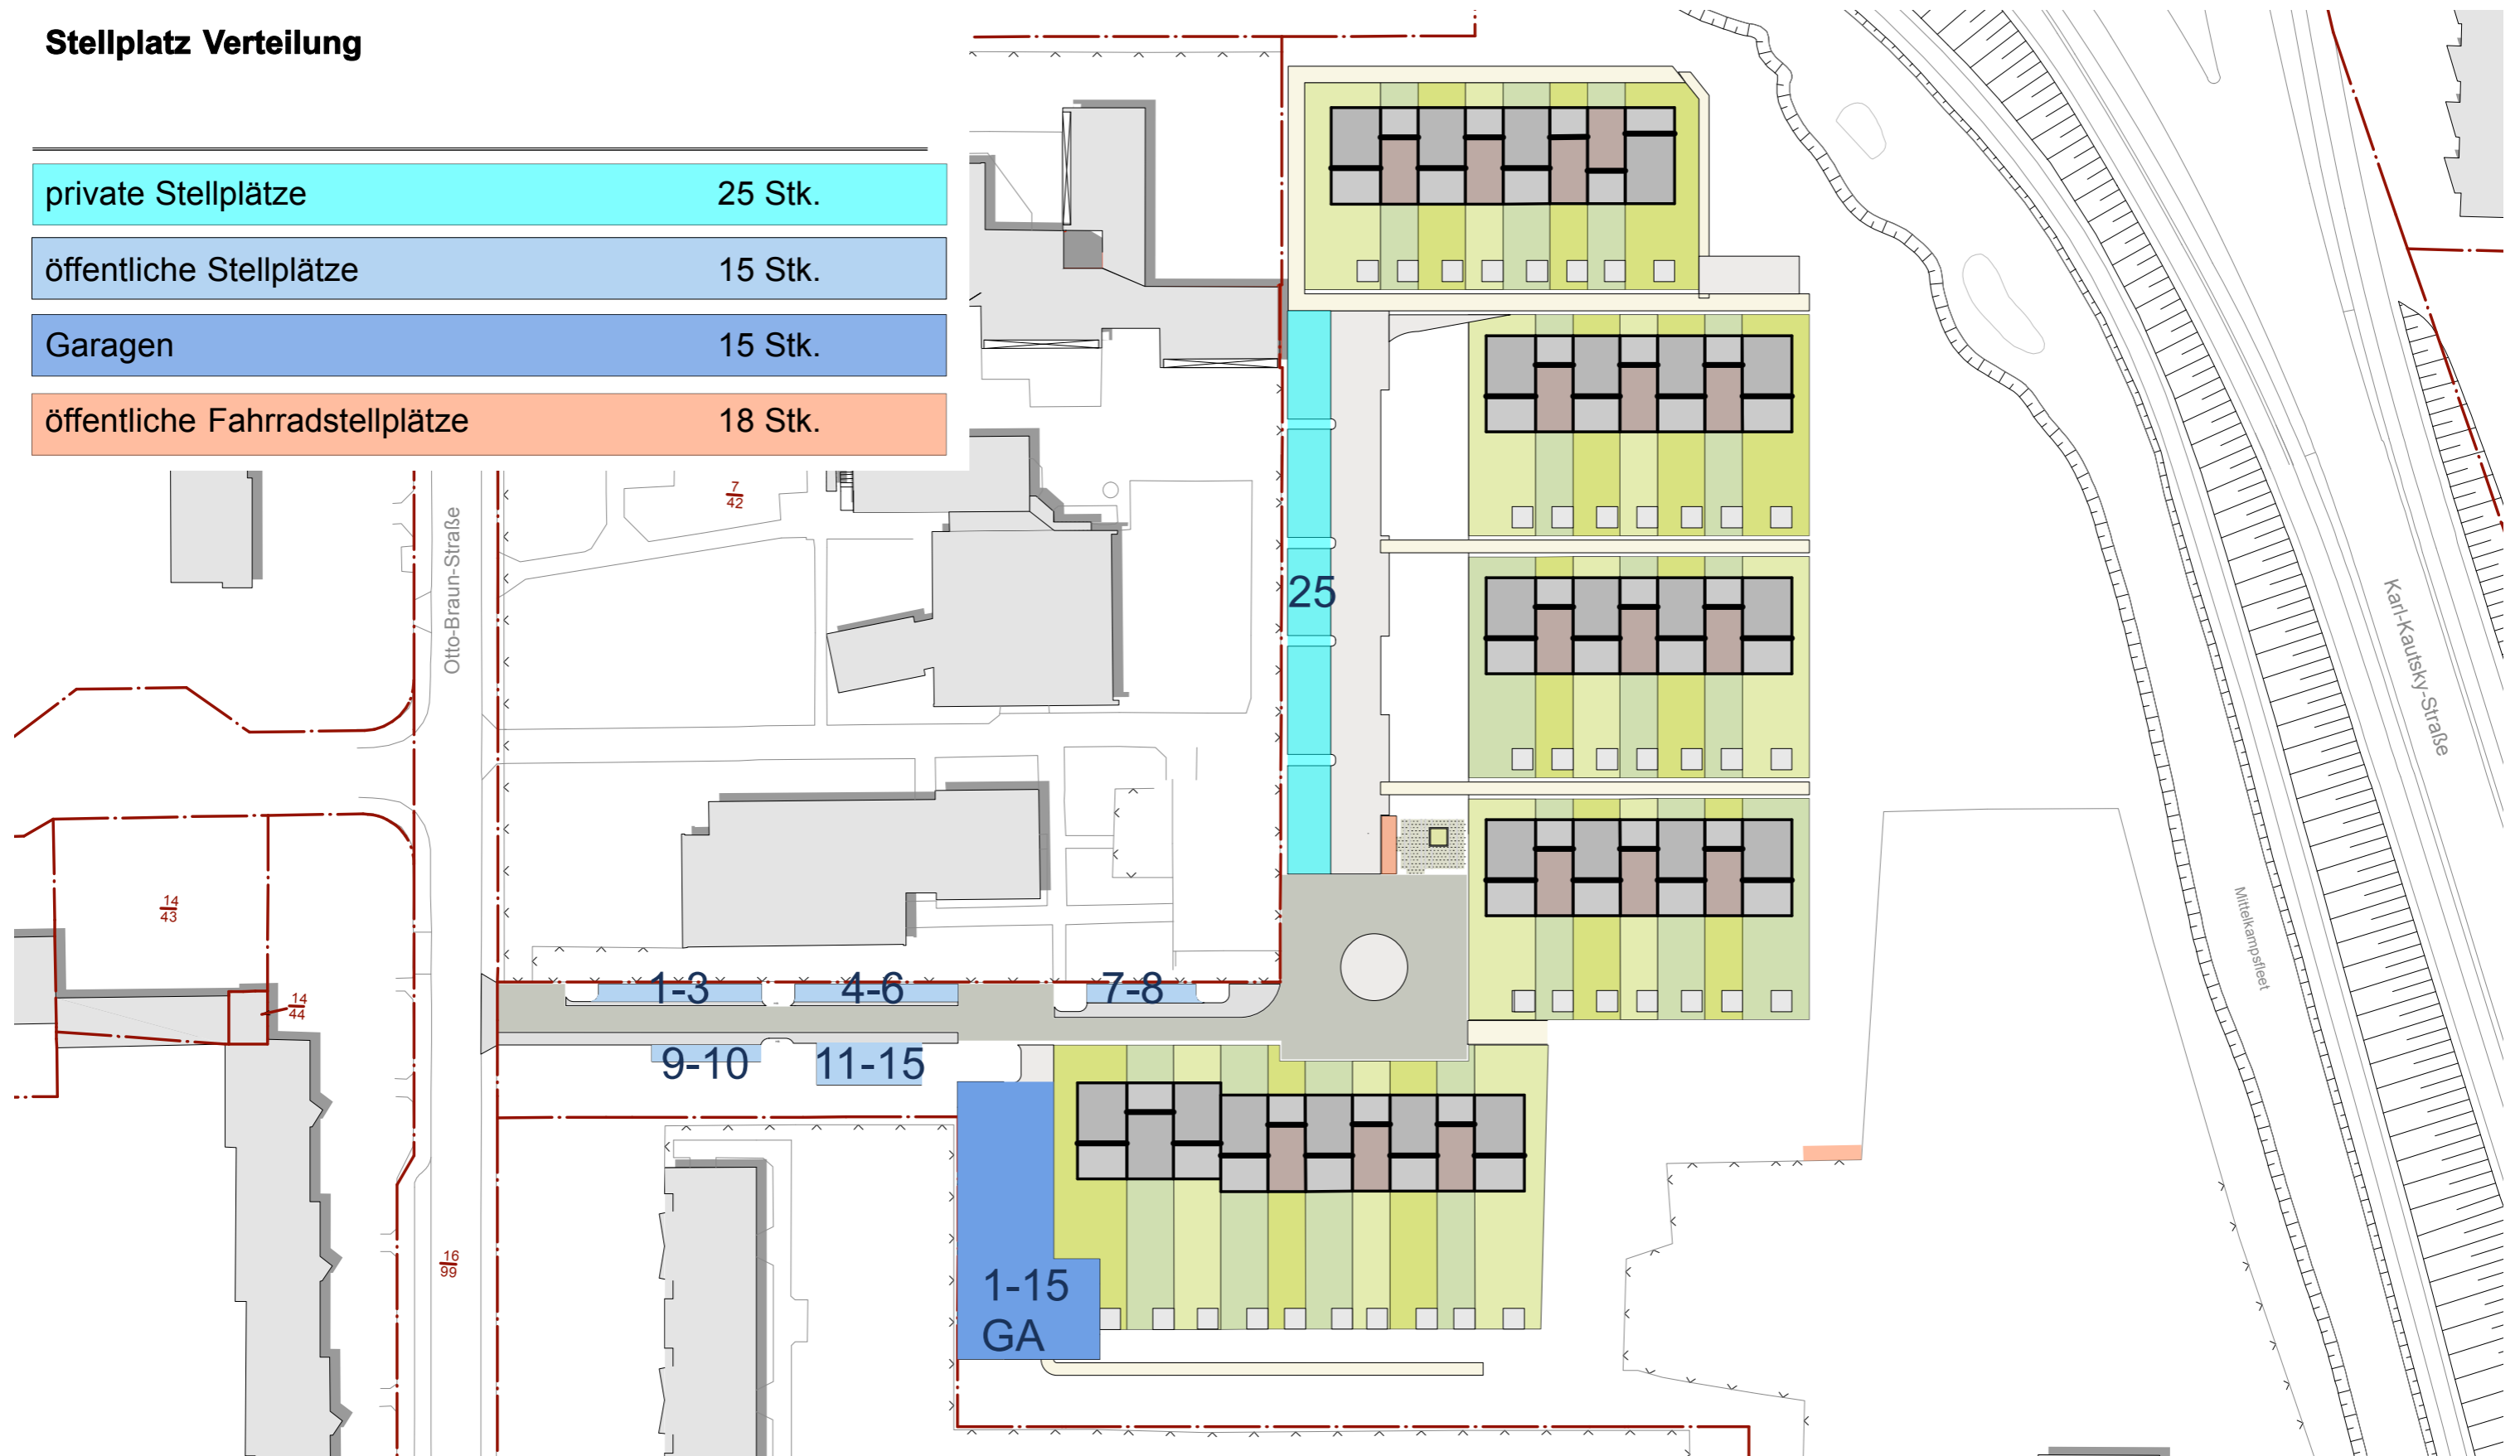 Stellplatz Verteilung
private Stellplätze 25 Stk.
öffentliche Stellplätze 15 Stk.
Garagen 15 Stk.
öffentliche Fahrradstellplätze 18 Stk.
7
42
Otto-Braun-Straße
25
Karl-Kautsky-Straße
14
43
Mittelkampsfleet
14
44
1-3
4-6
7-8
9-10
11-15
16
99
1-15
GA